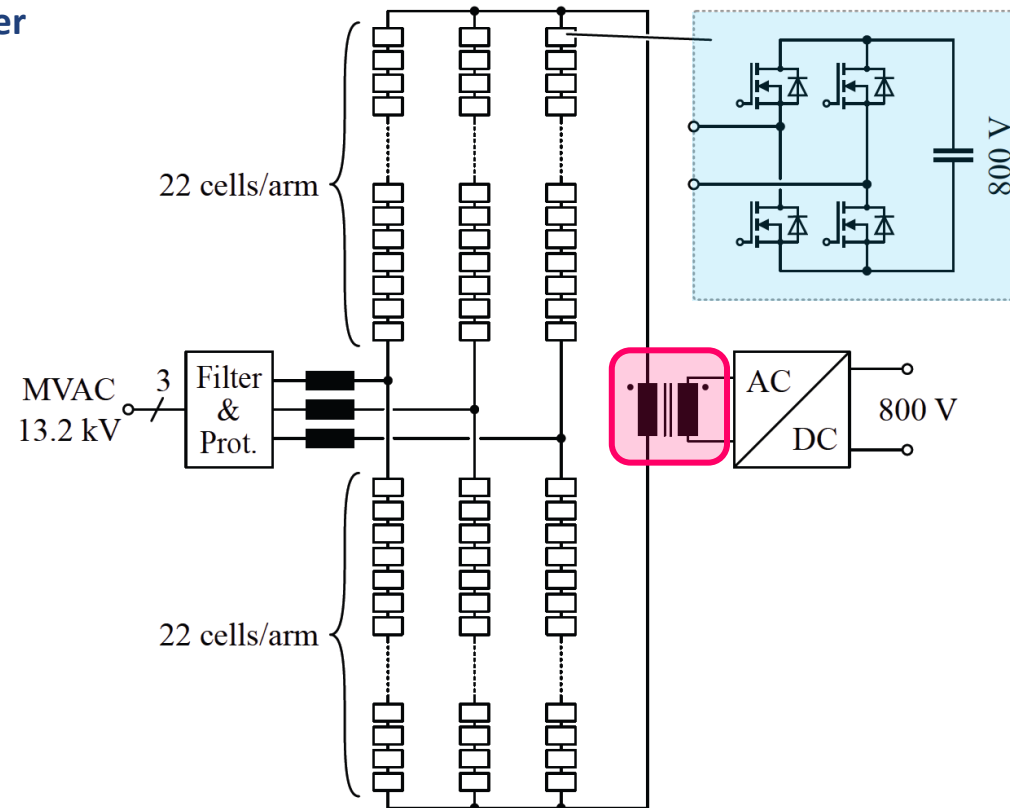 er
22 cells/arm
800 V
MVAC
13.2 kV
3
Filter
&
Prot.
AC
DC
800 V
22 cells/arm